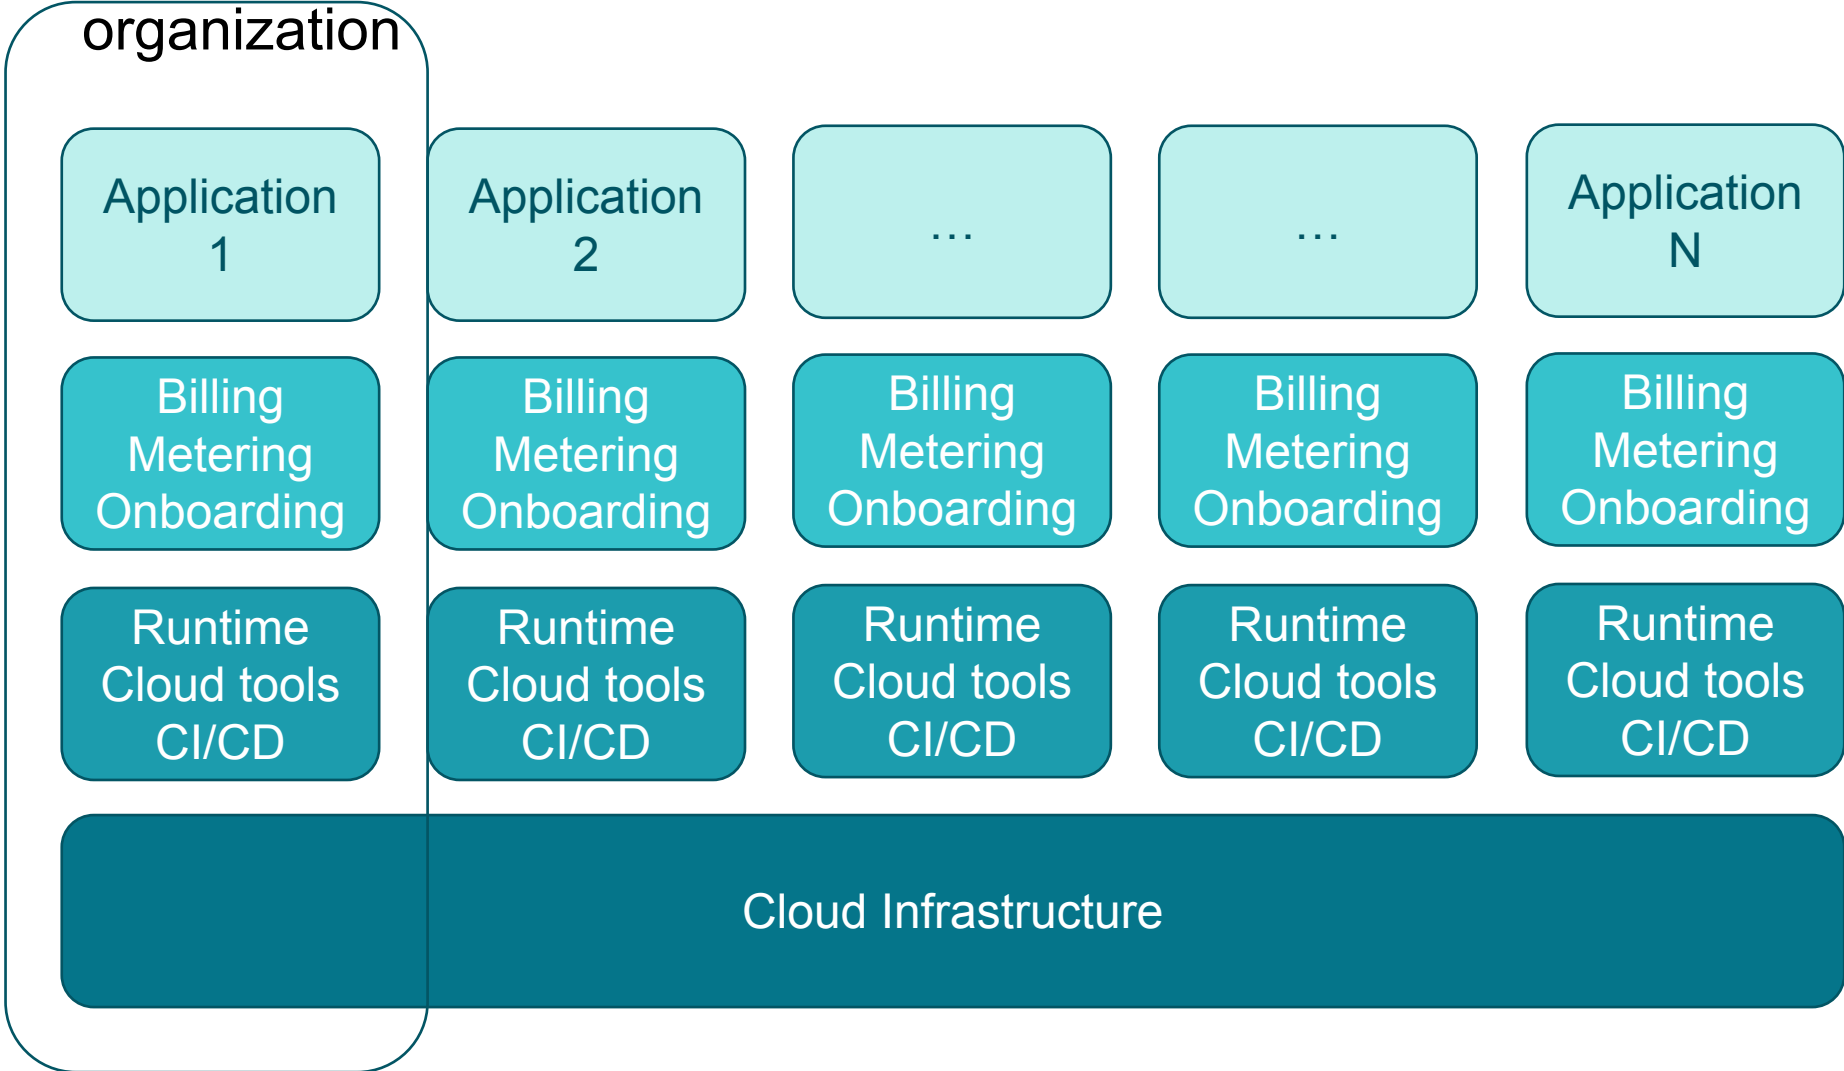 organization
Application
1
Application
2
...
...
Application
N
Billing
Metering
Onboarding
Billing
Metering
Onboarding
Billing
Metering
Onboarding
Billing
Metering
Onboarding
Billing
Metering
Onboarding
Runtime
Cloud tools
CI/CD
Runtime
Cloud tools
CI/CD
Runtime
Cloud tools
CI/CD
Runtime
Cloud tools
CI/CD
Runtime
Cloud tools
CI/CD
Cloud Infrastructure